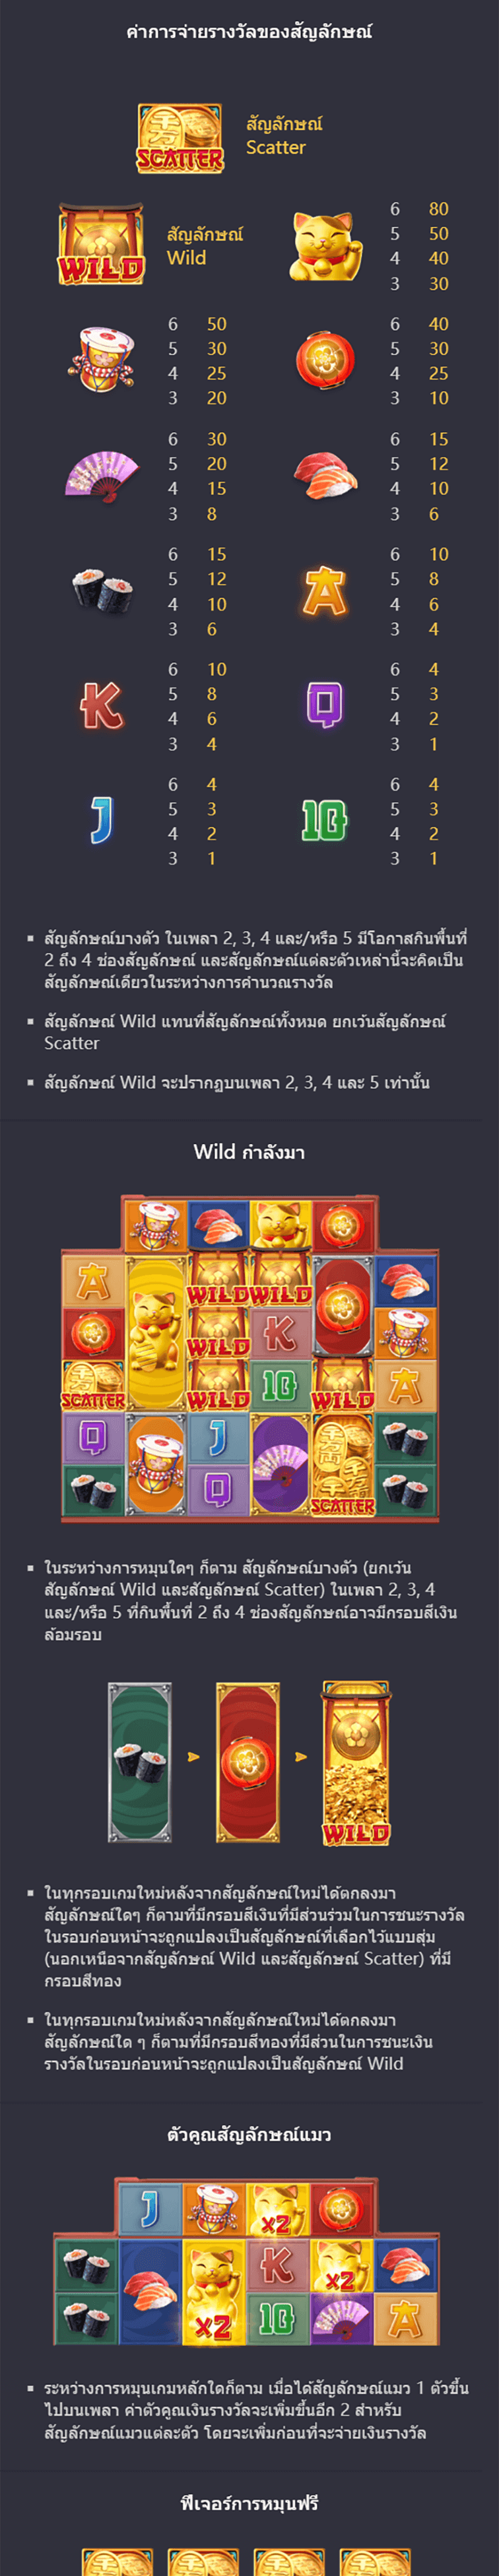 ค่าการจ่ายรางวัลของสัญลักษณ์
SCATTER
สัญลักษณ์
Scatter
WILD
สัญลักษณ์
Wild
6 80
5 50
4 40
3 30
6 50
5 30
4 25
3 20
6 40
5 30
4 25
3 10
6 30
5 20
4 15
3 8
6 15
5 12
4 10
3 6
6 15
5 12
4 10
3 6
A
6 10
5 8
4 6
3 4
K
6 10
5 8
4 6
3 4
Q
6 4
5 3
4 2
3 1
J
6 4
5 3
4 2
3 1
10
6 4
5 3
4 2
3 1
▪ สัญลักษณ์บางตัว ในเพลา 2, 3, 4 และ/หรือ 5 มีโอกาสกินพื้นที่
2 ถึง 4 ช่องสัญลักษณ์ และสัญลักษณ์แต่ละตัวเหล่านี้จะคิดเป็น
สัญลักษณ์เดียวในระหว่างการคำนวณรางวัล
▪ สัญลักษณ์ Wild แทนที่สัญลักษณ์ทั้งหมด ยกเว้นสัญลักษณ์
Scatter
▪ สัญลักษณ์ Wild จะปรากฏบนเพลา 2, 3, 4 และ 5 เท่านั้น
Wild กำลังมา
A WILD WILD
WILD K
SCATTER WILD 10 WILD A
Q J
Q SCATTER
▪ ในระหว่างการหมุนใดๆ ก็ตาม สัญลักษณ์บางตัว (ยกเว้น
สัญลักษณ์ Wild และสัญลักษณ์ Scatter) ในเพลา 2, 3, 4
และ/หรือ 5 ที่กินพื้นที่ 2 ถึง 4 ช่องสัญลักษณ์อาจมีกรอบสีเงิน
ล้อมรอบ
WILD
▪ ในทุกรอบเกมใหม่หลังจากสัญลักษณ์ใหม่ได้ตกลงมา
สัญลักษณ์ใดๆ ก็ตามที่มีกรอบสีเงินที่มีส่วนร่วมในการชนะรางวัล
ในรอบก่อนหน้าจะถูกแปลงเป็นสัญลักษณ์ที่เลือกไว้แบบสุ่ม
(นอกเหนือจากสัญลักษณ์ Wild และสัญลักษณ์ Scatter) ที่มี
กรอบสีทอง
▪ ในทุกรอบเกมใหม่หลังจากสัญลักษณ์ใหม่ได้ตกลงมา
สัญลักษณ์ใด ๆ ก็ตามที่มีกรอบสีทองที่มีส่วนในการชนะเงิน
รางวัลในรอบก่อนหน้าจะถูกแปลงเป็นสัญลักษณ์ Wild
ตัวคูณสัญลักษณ์แมว
J x2
K x2
x2 10 A
▪ ระหว่างการหมุนเกมหลักใดก็ตาม เมื่อได้สัญลักษณ์แมว 1 ตัวขึ้น
ไปบนเพลา ค่าตัวคูณเงินรางวัลจะเพิ่มขึ้นอีก 2 สำหรับ
สัญลักษณ์แมวแต่ละตัว โดยจะเพิ่มก่อนที่จะจ่ายเงินรางวัล
ฟีเจอร์การหมุนฟรี